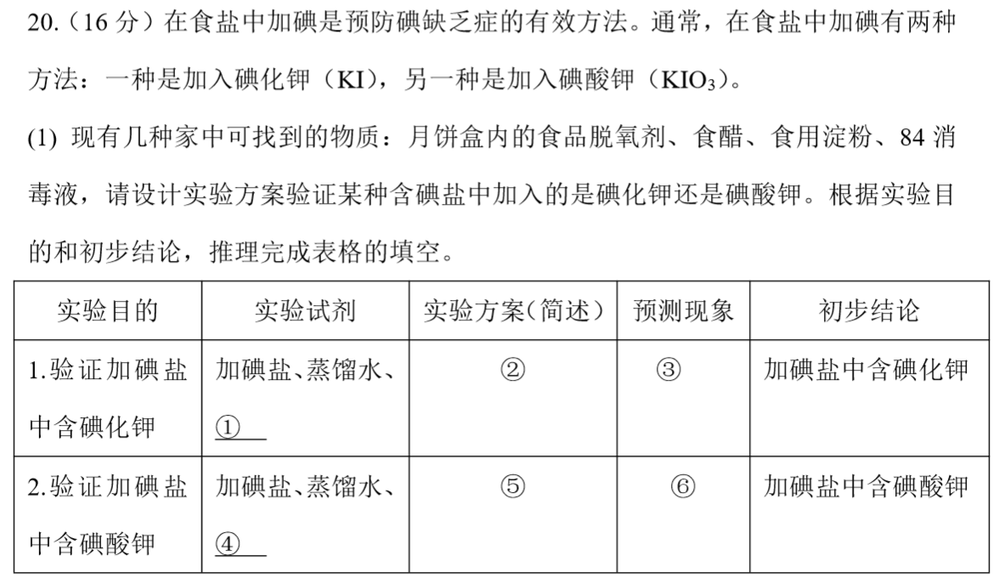 20.（16 分）在食盐中加碘是预防碘缺乏症的有效方法。通常，在食盐中加碘有两种
方法：一种是加入碘化钾（KI），另一种是加入碘酸钾（KIO₃）。
(1) 现有几种家中可找到的物质：月饼盒内的食品脱氧剂、食醋、食用淀粉、84 消
毒液，请设计实验方案验证某种含碘盐中加入的是碘化钾还是碘酸钾。根据实验目
的和初步结论，推理完成表格的填空。
实验目的 实验试剂 实验方案（简述） 预测现象 初步结论
1.验证加碘盐 加碘盐、蒸馏水、 ② ③ 加碘盐中含碘化钾
中含碘化钾 ①
2.验证加碘盐 加碘盐、蒸馏水、 ⑤ ⑥ 加碘盐中含碘酸钾
中含碘酸钾 ④